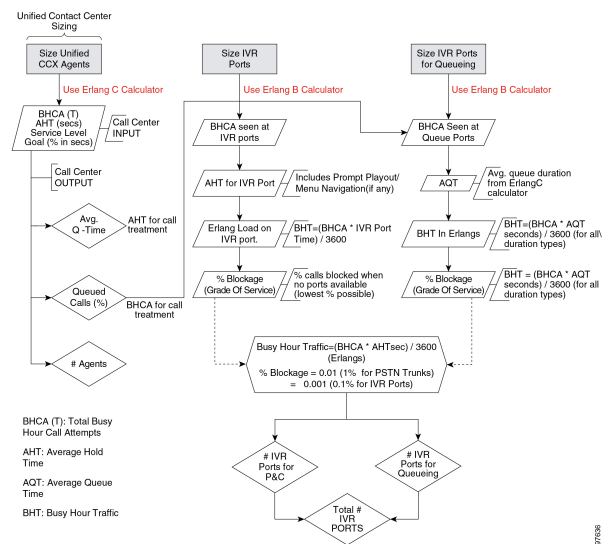 Unified Contact Center
Sizing
Size Unified
CCX Agents
Size IVR
Ports
Size IVR Ports
for Queueing
Use Erlang C Calculator
Use Erlang B Calculator
Use Erlang B Calculator
BHCA (T)
AHT (secs)
Service Level
Goal (% in secs)
Call Center
INPUT
BHCA seen at
IVR ports
BHCA Seen at
Queue Ports
Call Center
OUTPUT
AHT for IVR Port
Includes Prompt Playout/
Menu Navigation(if any)
AQT
Avg. queue duration
from ErlangC
calculator
Avg.
Q -Time
AHT for call
treatment
Erlang Load on
IVR port.
BHT=(BHCA * IVR Port
Time) / 3600
BHT In Erlangs
BHT=(BHCA * AQT
seconds) / 3600 (for all\
duration types)
Queued
Calls (%)
BHCA for call
treatment
% Blockage
(Grade Of Service)
% calls blocked when
no ports available
(lowest % possible)
% Blockage
(Grade Of Service)
BHT = (BHCA * AQT
seconds) / 3600 (for all
duration types)
# Agents
Busy Hour Traffic=(BHCA * AHTsec) / 3600
(Erlangs)
% Blockage = 0.01 (1% for PSTN Trunks)
= 0.001 (0.1% for IVR Ports)
BHCA (T): Total Busy
Hour Call Attempts
AHT: Average Hold
Time
AQT: Average Queue
Time
BHT: Busy Hour Traffic
# IVR
Ports for
P&C
# IVR
Ports for
Queueing
Total #
IVR
PORTS
97636